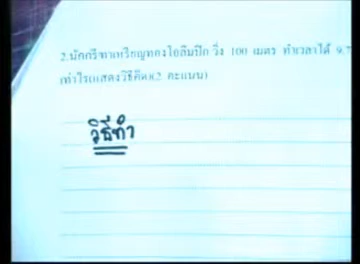 2.นักกรีฑาเหรียญทองโอลิมปิก วิ่ง 100 เมตร ทำเวลาได้ 9.7
เท่าไร(แสดงวิธีคิด)(2 คะแนน)
วิธีทำ